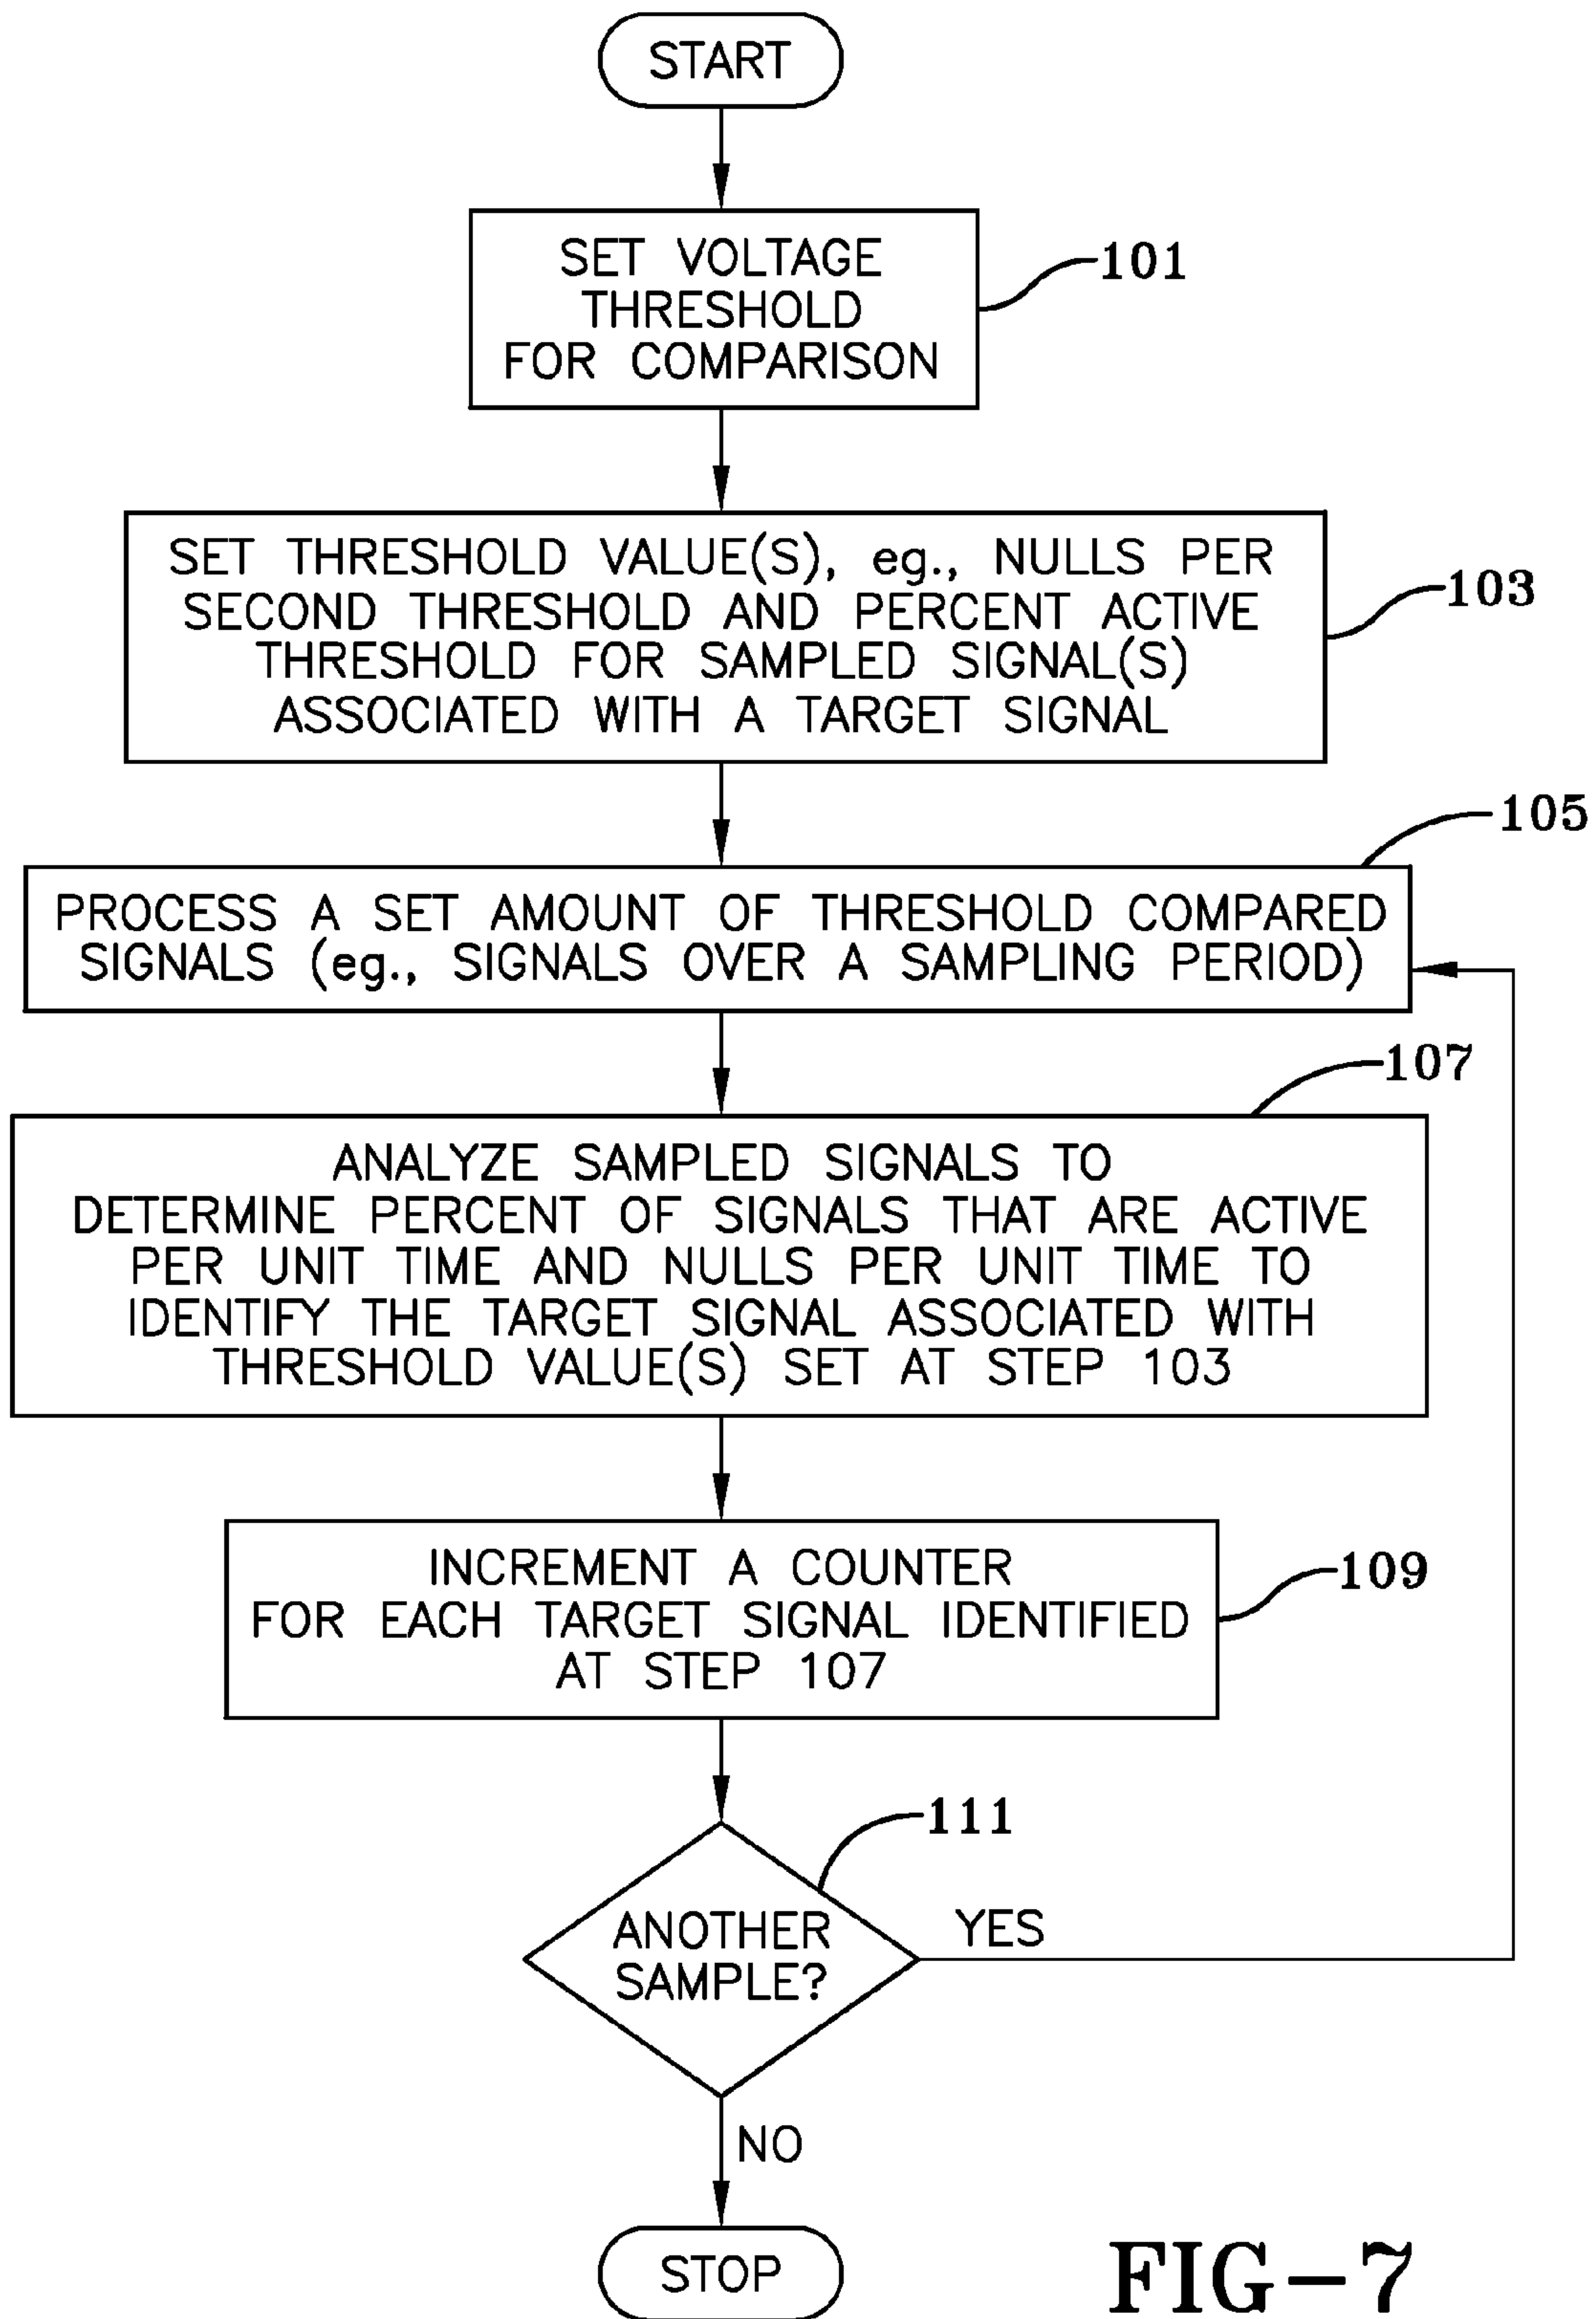 START
SET VOLTAGE
THRESHOLD
FOR COMPARISON
101
SET THRESHOLD VALUE(S), eg., NULLS PER
SECOND THRESHOLD AND PERCENT ACTIVE
THRESHOLD FOR SAMPLED SIGNAL(S)
ASSOCIATED WITH A TARGET SIGNAL
103
105
PROCESS A SET AMOUNT OF THRESHOLD COMPARED
SIGNALS (eg., SIGNALS OVER A SAMPLING PERIOD)
107
ANALYZE SAMPLED SIGNALS TO
DETERMINE PERCENT OF SIGNALS THAT ARE ACTIVE
PER UNIT TIME AND NULLS PER UNIT TIME TO
IDENTIFY THE TARGET SIGNAL ASSOCIATED WITH
THRESHOLD VALUE(S) SET AT STEP 103
INCREMENT A COUNTER
FOR EACH TARGET SIGNAL IDENTIFIED
AT STEP 107
109
111
ANOTHER
SAMPLE?
YES
NO
STOP
FIG-7